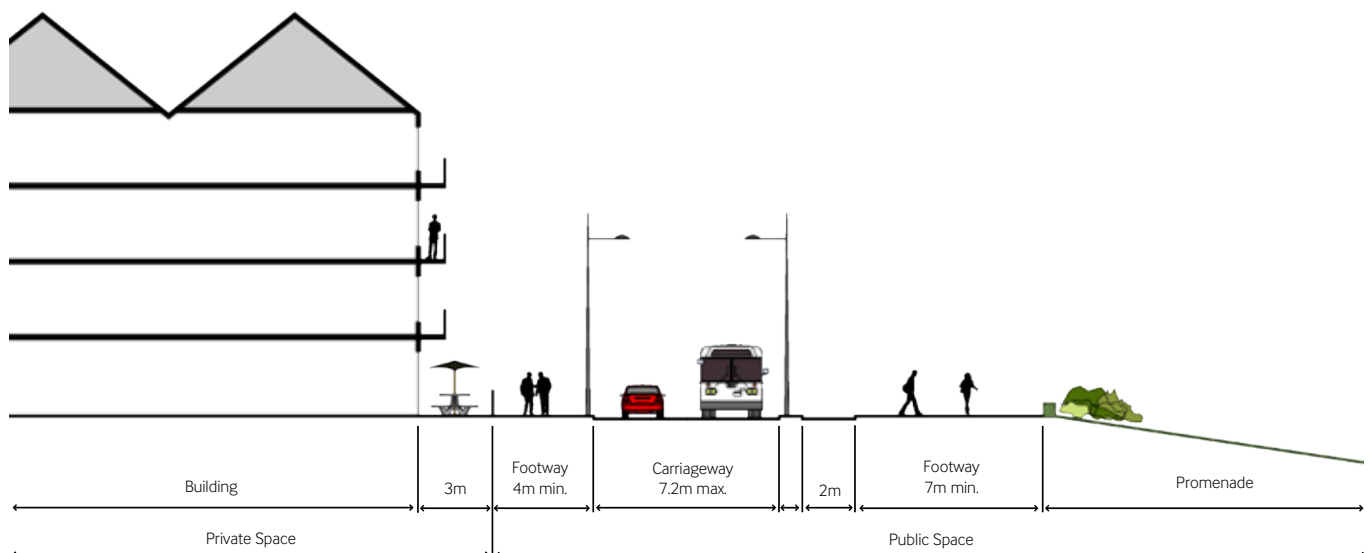 Building
3m
Footway
4m min.
Carriageway
7.2m max.
2m
Footway
7m min.
Promenade
Private Space
Public Space